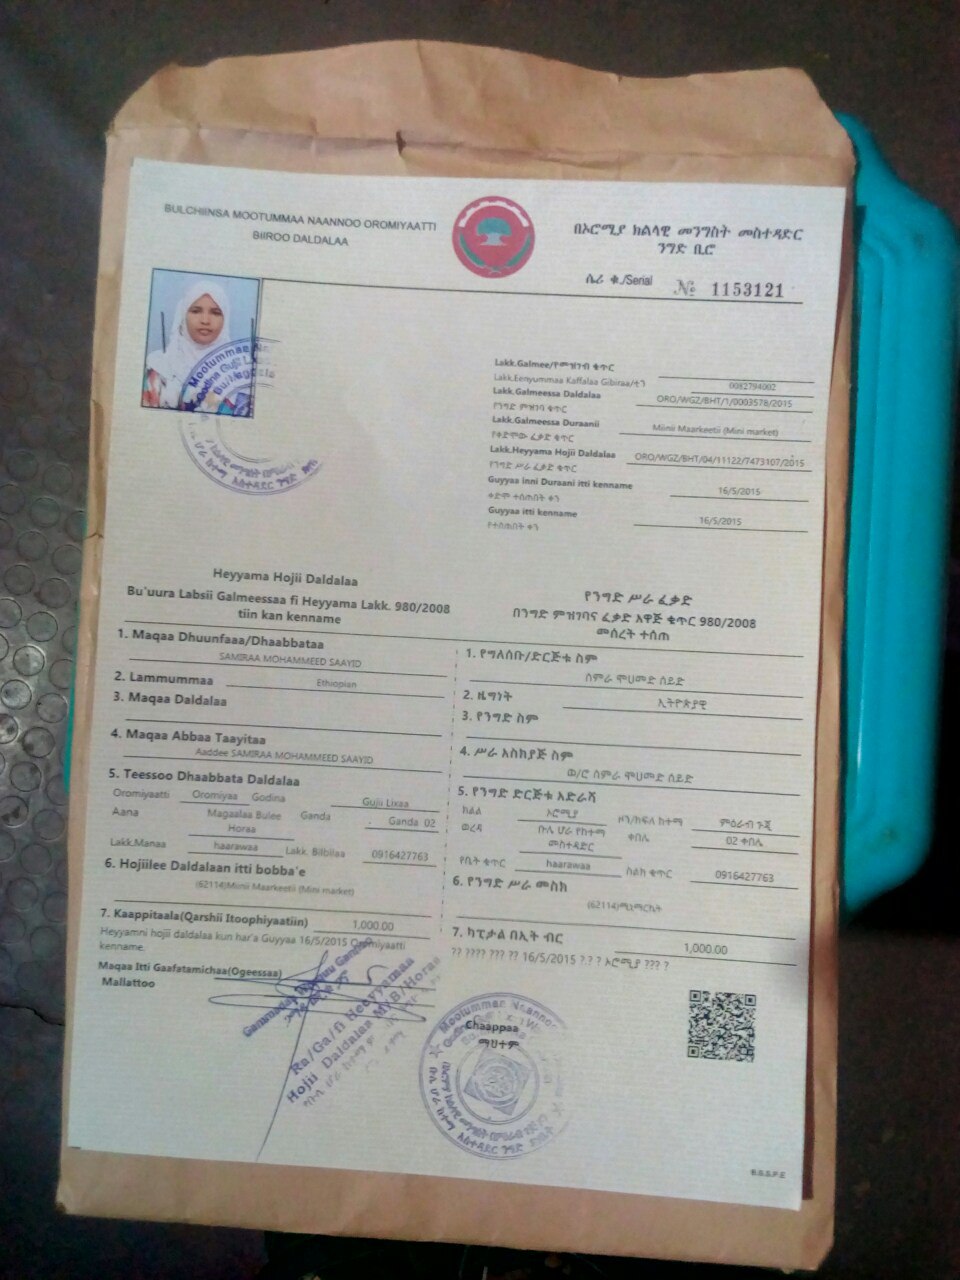 BULCHIINSA MOOTUMMAA NAANNOO OROMIYAATTI
BIIROO DALDALAA
በኦሮሚያ ክልላዊ መንግስት መስተዳድር
ንግድ ቢሮ
ሴሪ ቁ./Serial № 1153121
Lakk.Galmee/የምዝገብ ቁጥር
Lakk.Eenyummaa Kaffalaa Gibiraa/ተን 0082794002
Lakk.Galmeessa Daldalaa ORO/WGZ/BHT/1/0003578/2015
የንግድ ምዝገባ ቁጥር
Lakk.Galmeessa Duraanii Miinii Maarkeetii (Mini market)
የቀድሞው ፈቃድ ቁጥር
Lakk.Heyyama Hojii Daldalaa ORO/WGZ/BHT/04/11122/7473107/2015
የንግድ ሥራ ፈቃድ ቁጥር
Guyyaa inni Duraani itti kenname 16/5/2015
ቀድሞ የተሰጠበት ቀን
Guyyaa itti kenname 16/5/2015
የተሰጠበት ቀን
Heyyama Hojii Daldalaa
Bu'uura Labsii Galmeessaa fi Heyyama Lakk. 980/2008
tiin kan kenname
የንግድ ሥራ ፈቃድ
በንግድ ምዝገባና ፈቃድ አዋጅ ቁጥር 980/2008
መሰረት ተሰጠ
1. Maqaa Dhuunfaaa/Dhaabbataa
SAMIRAA MOHAMMEED SAAYID
2. Lammummaa Ethiopian
3. Maqaa Daldalaa
4. Maqaa Abbaa Taayitaa
Aaddee SAMIRAA MOHAMMEED SAAYID
5. Teessoo Dhaabbata Daldalaa
Oromiyaatti Oromiyaa Godina Gujii Lixaa
Aana Magaalaa Bulee Horaa Ganda Ganda 02
Lakk.Manaa haarawaa Lakk. Bilbilaa 0916427763
6. Hojiilee Daldalaan itti bobba'e
(62114)Miinii Maarkeetii (Mini market)
7. Kaappitaala(Qarshii Itoophiyaatiin) 1,000.00
Heyyamni hojii daldalaa kun har'a Guyyaa 16/5/2015 Oromiyaatti
kenname.
Maqaa Itti Gaafatamichaa(Ogeessaa)
Mallattoo
1. የግለሰቡ/ድርጅቱ ስም
ሰምራ ሞሀመድ ሰይድ
2. ዜግነት ኢትዮጵያዊ
3. የንግድ ስም
4. ሥራ አስኪያጅ ስም
ወ/ሮ ሰምራ ሞሀመድ ሰይድ
5. የንግድ ድርጅቱ አድራሻ
ክልል ኦሮሚያ ዞን/ክፍለ ከተማ ምዕራብ ጉጂ
ወረዳ ቡሌ ሆራ የከተማ መስተዳድር ቀበሌ 02 ቀበሌ
የቤት ቁጥር haarawaa ስልክ ቁጥር 0916427763
6. የንግድ ሥራ መስክ
(62114)ሚኒማርኬት
7. ካፒታል በኢት ብር 1,000.00
?? ???? ??? ?? 16/5/2015 ?.? ? ኦሮሚያ ??? ?
Ra/Ga/fi Heeyyamaa
Hojii Daldalaa M/B/Horaa
Chaappaa
ማህተም
B.S.S.P.E